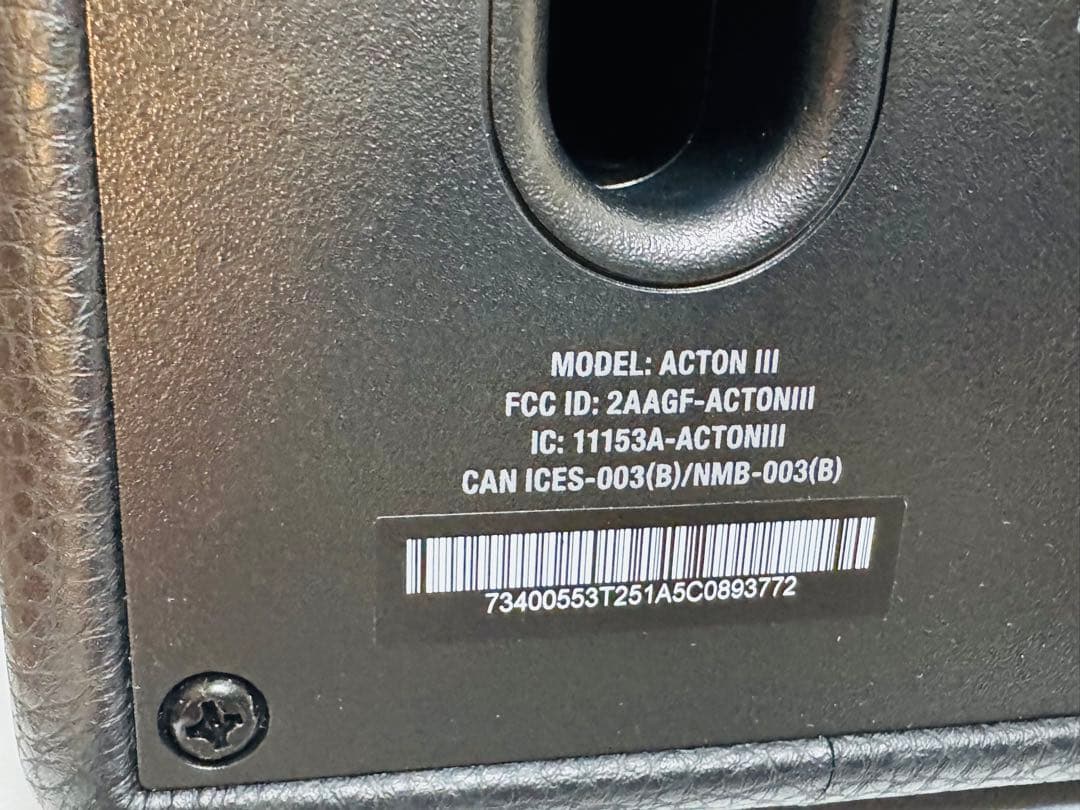 MODEL: ACTON III
FCC ID: 2AAGF-ACTONIII
IC: 11153A-ACTONIII
CAN ICES-003(B)/NMB-003(B)
73400553T251A5C0893772